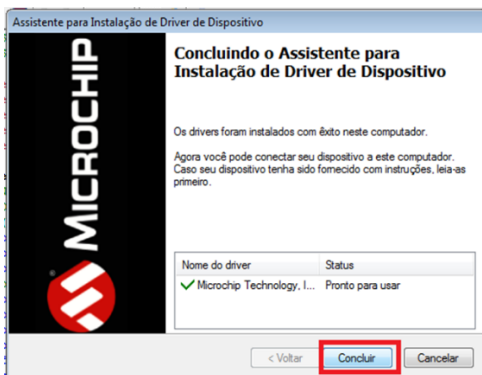 Assistente para Instalação de Driver de Dispositivo
MICROCHIP
Concluindo o Assistente para
Instalação de Driver de Dispositivo
Os drivers foram instalados com êxito neste computador.
Agora você pode conectar seu dispositivo a este computador.
Caso seu dispositivo tenha sido fornecido com instruções, leia-as
primeiro.
Nome do driver Status
Microchip Technology, I... Pronto para usar
< Voltar Concluir Cancelar